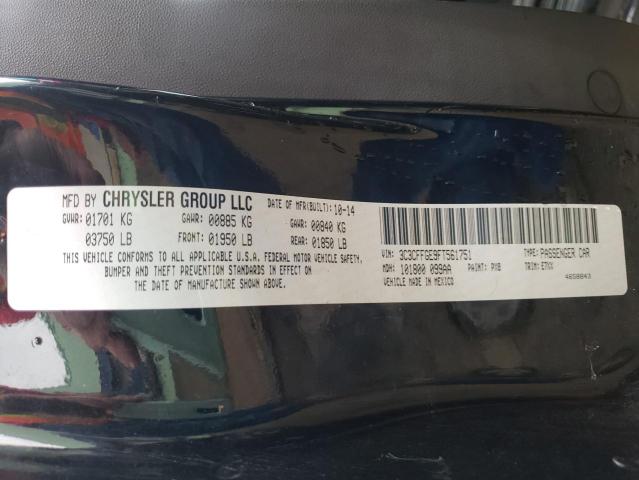 MFD BY CHRYSLER GROUP LLC DATE OF MFR(BUILT): 10-14
GVWR: 01701 KG GAWR: 00885 KG GAWR: 00840 KG
03750 LB FRONT: 01950 LB REAR: 01850 LB
THIS VEHICLE CONFORMS TO ALL APPLICABLE U.S.A. FEDERAL MOTOR VEHICLE SAFETY,
BUMPER AND THEFT PREVENTION STANDARDS IN EFFECT ON
THE DATE OF MANUFACTURE SHOWN ABOVE.
VIN: 3C3CFFGE9FT561751 TYPE: PASSENGER CAR
MDH: 101800 099AA PAINT: PXB TRIM: E7XX
VEHICLE MADE IN MEXICO 4658843